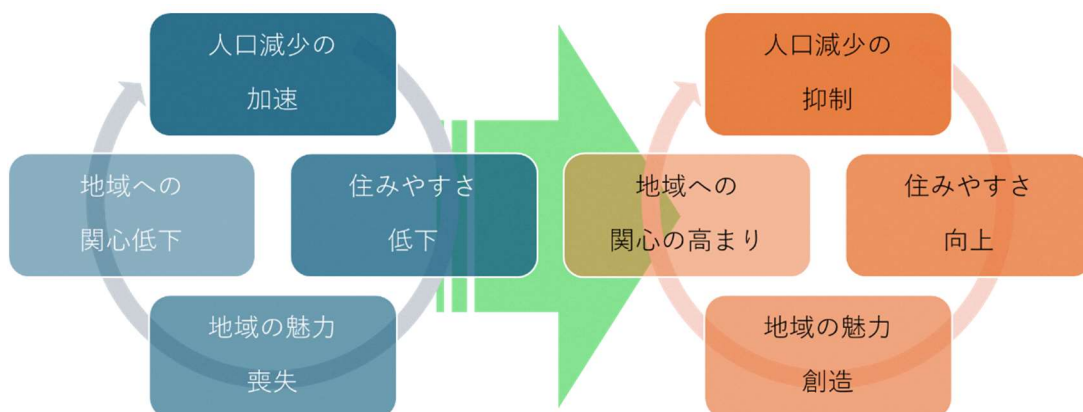 人口減少の
加速
住みやすさ
低下
地域の魅力
喪失
地域への
関心低下
人口減少の
抑制
住みやすさ
向上
地域の魅力
創造
地域への
関心の高まり